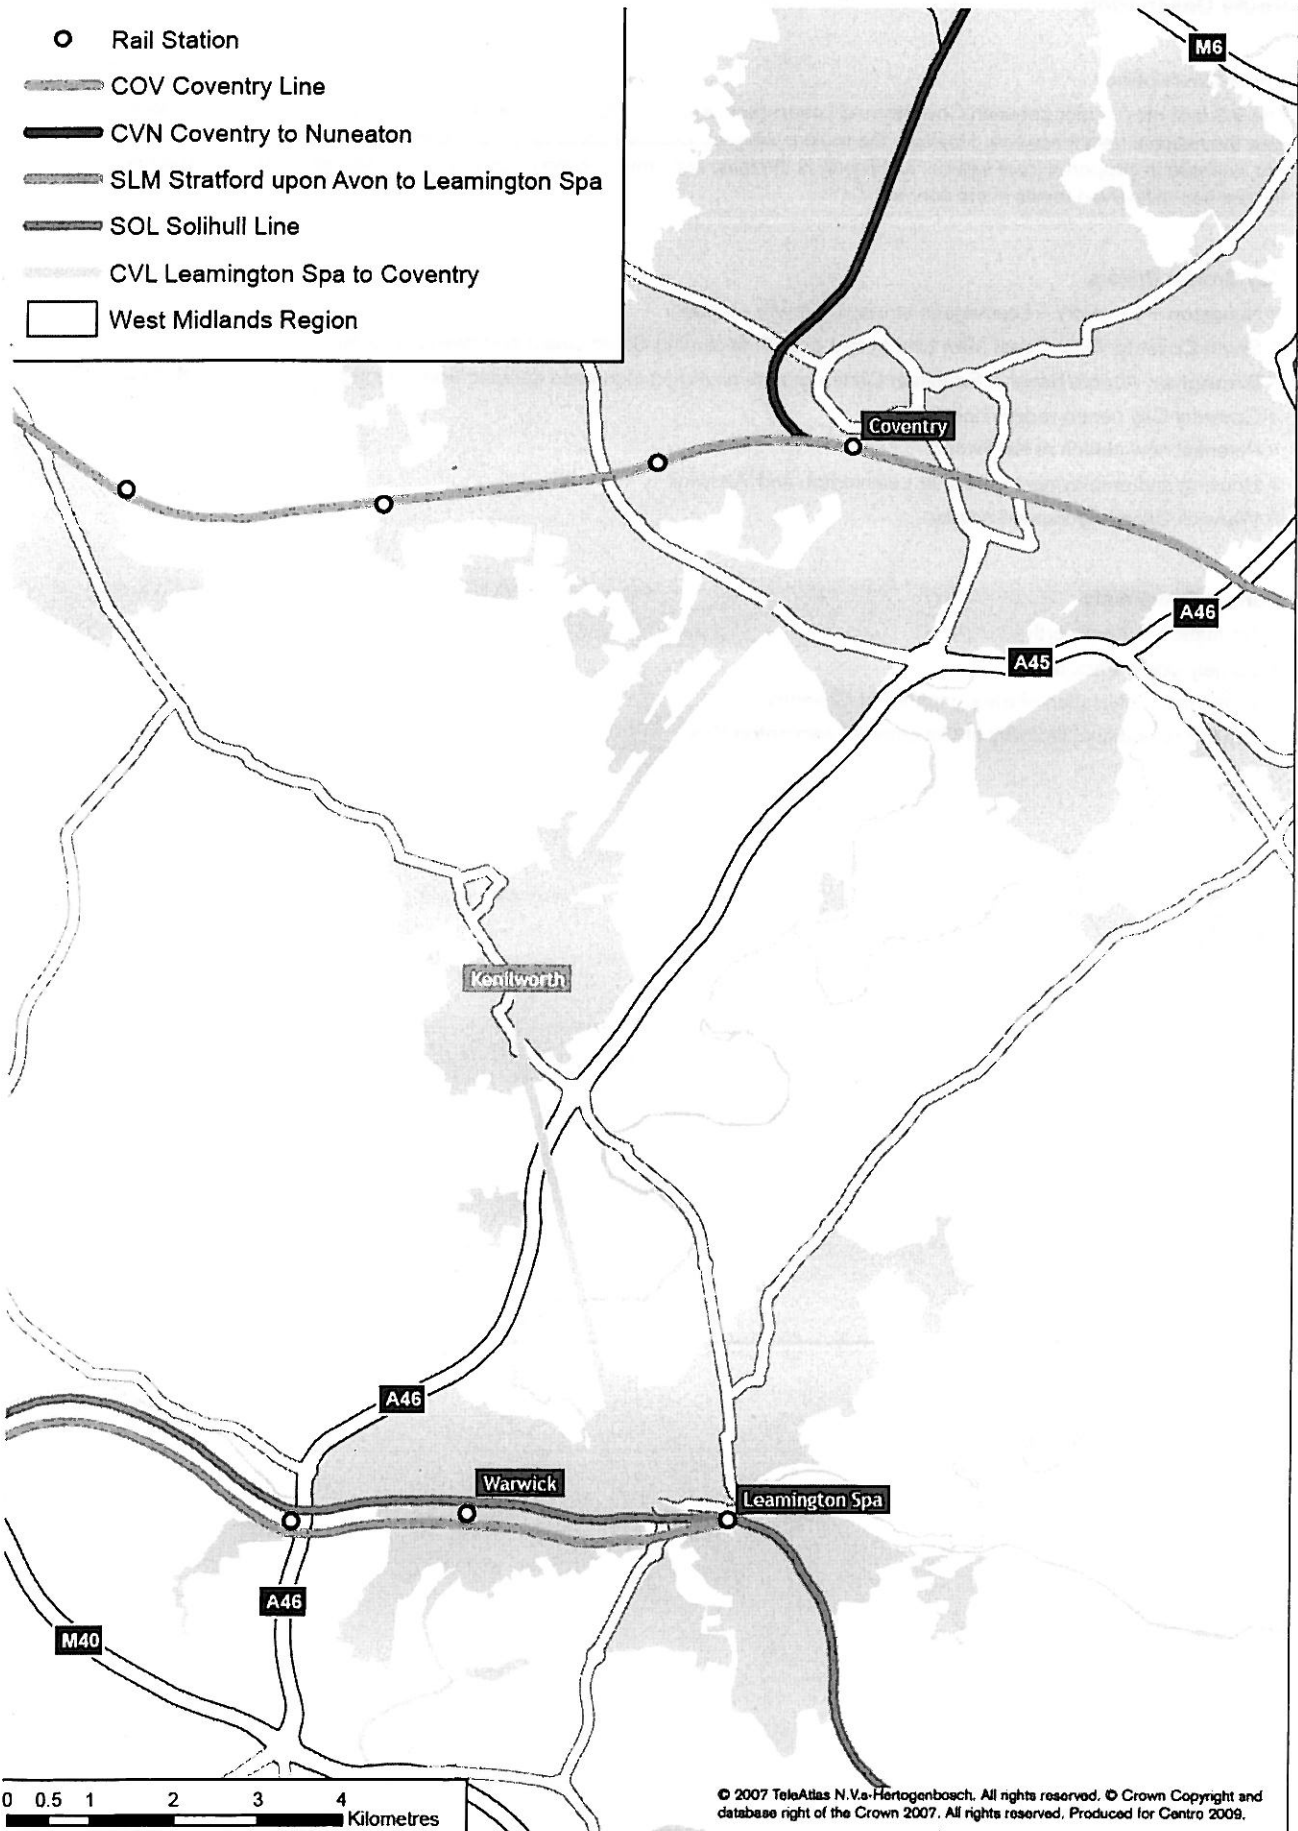 Rail Station
COV Coventry Line
CVN Coventry to Nuneaton
SLM Stratford upon Avon to Leamington Spa
SOL Solihull Line
CVL Leamington Spa to Coventry
West Midlands Region
M6
Coventry
A46
A45
Kenilworth
A46
Warwick
Leamington Spa
A46
M40
0 0.5 1 2 3 4
Kilometres
© 2007 TeleAtlas N.V.s-Hertogenbosch. All rights reserved. © Crown Copyright and
database right of the Crown 2007. All rights reserved. Produced for Centro 2009.